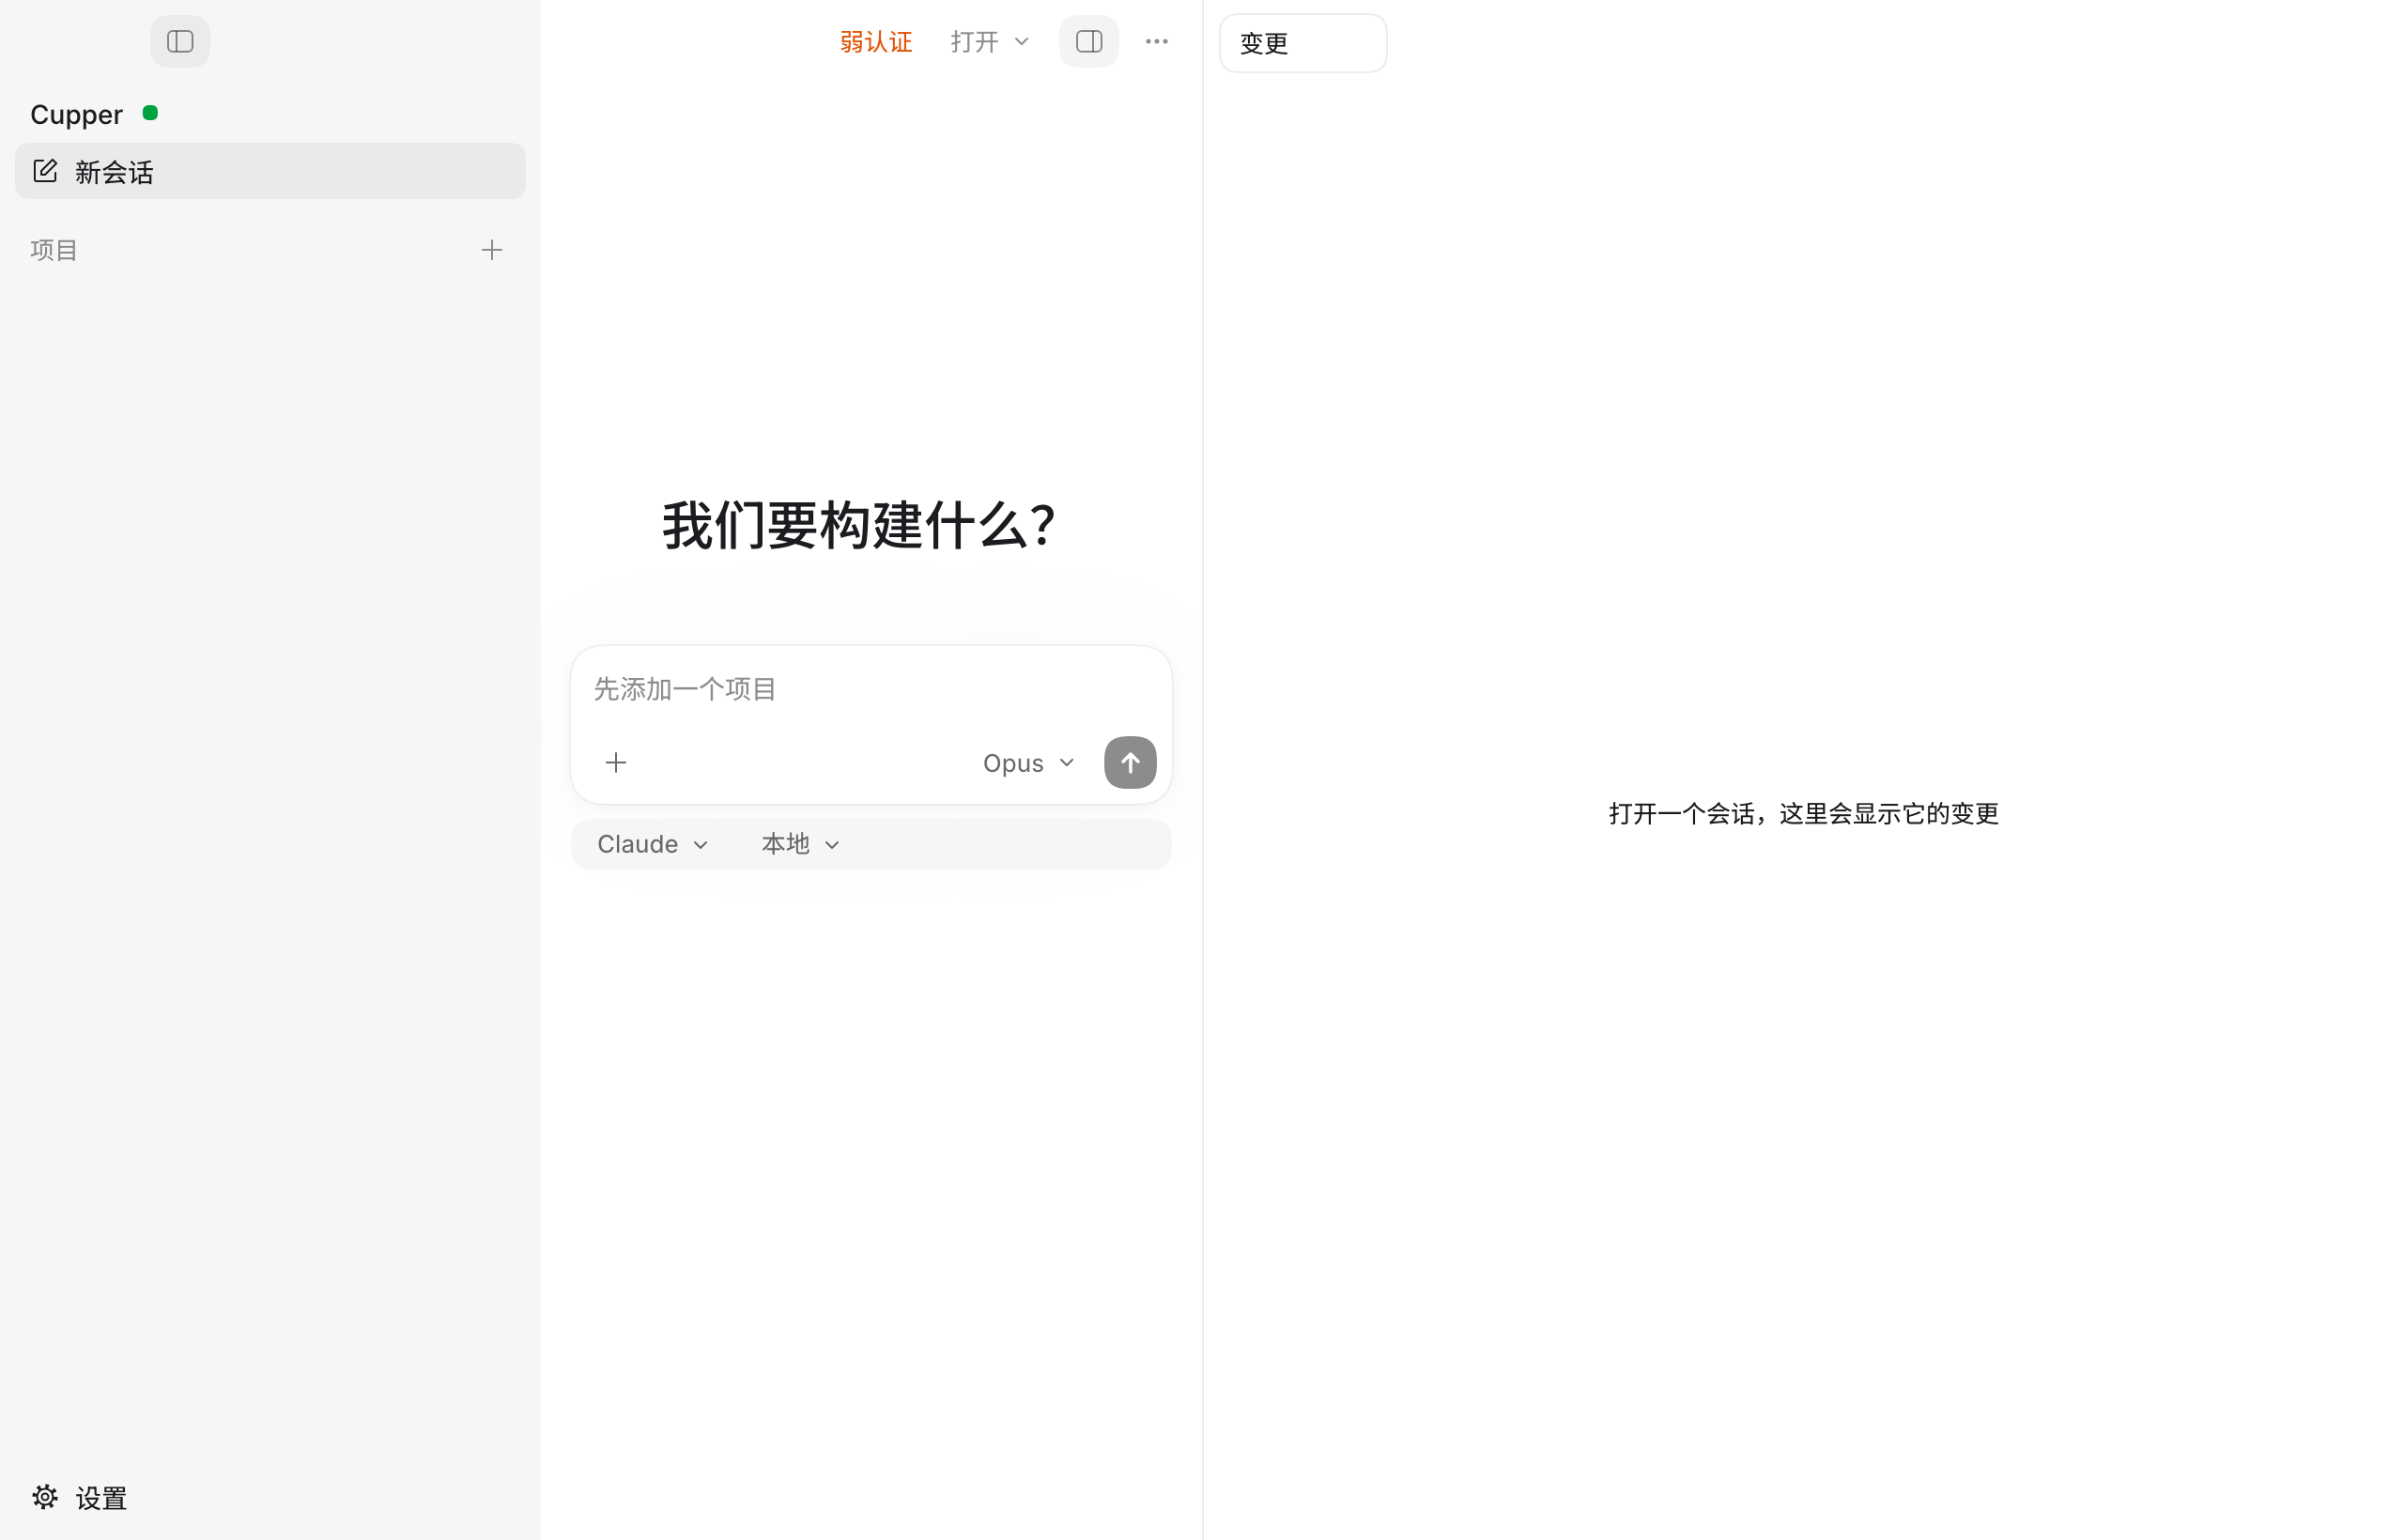 Cupper
新会话
项目
设置
弱认证 打开
我们要构建什么？
先添加一个项目
Opus
Claude 本地
变更
打开一个会话，这里会显示它的变更